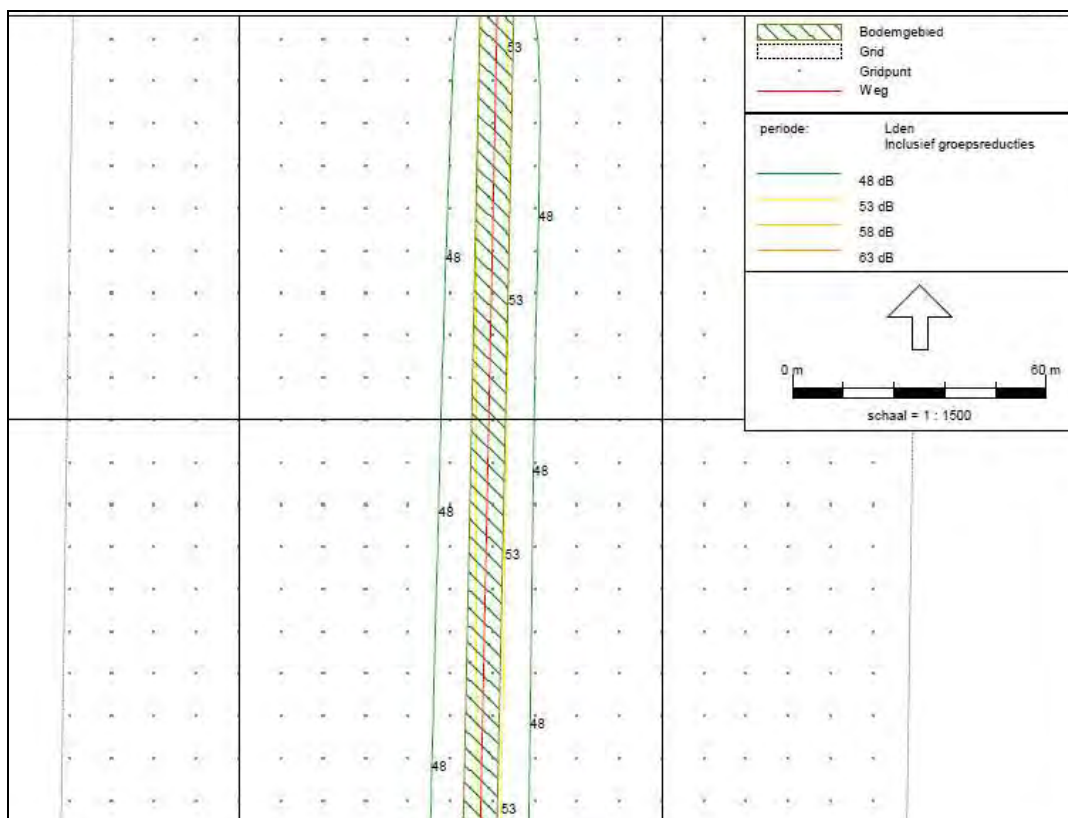 Bodemgebied
Grid
Gridpunt
Weg
periode: Lden
Inclusief groepsreducties
48 dB
53 dB
58 dB
63 dB
0 m 60 m
schaal = 1 : 1500
53
48
48
53
48
48
53
48
48
53